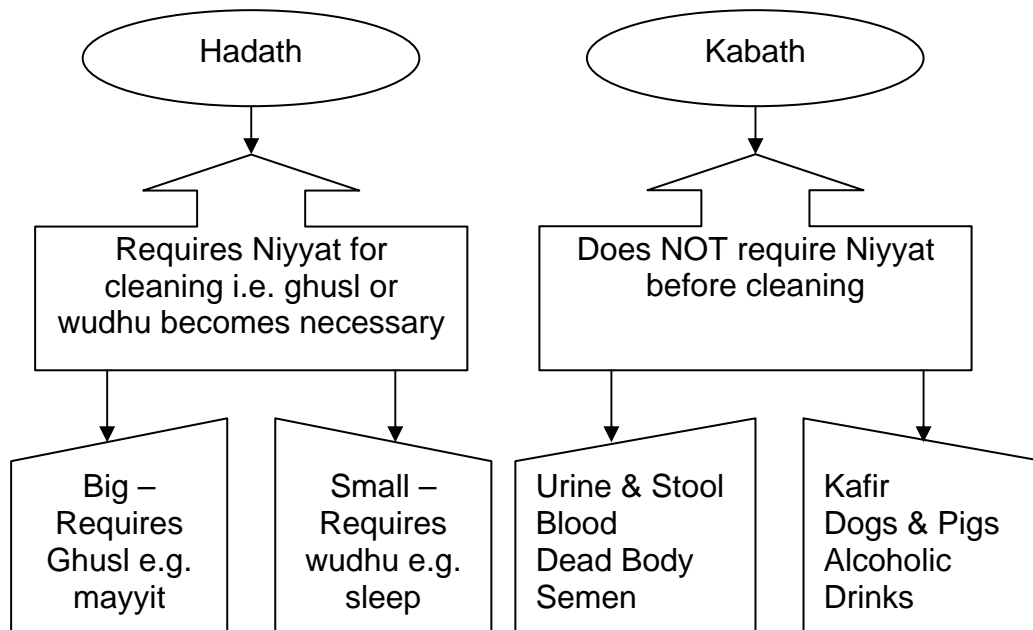 Hadath
Requires Niyyat for
cleaning i.e. ghusl or
wudhu becomes necessary
Big –
Requires
Ghusl e.g.
mayyit
Small –
Requires
wudhu e.g.
sleep
Kabath
Does NOT require Niyyat
before cleaning
Urine & Stool
Blood
Dead Body
Semen
Kafir
Dogs & Pigs
Alcoholic
Drinks